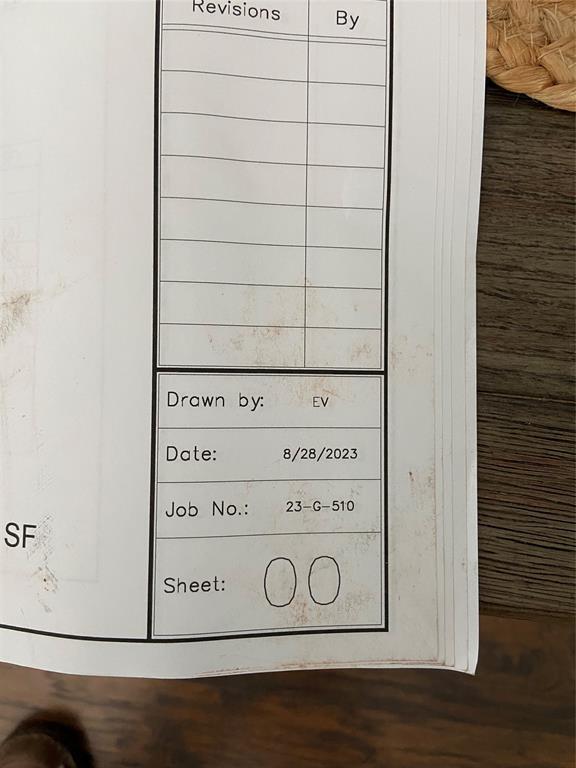 Revisions By
Drawn by: EV
Date: 8/28/2023
Job No.: 23-G-510
SF
Sheet: 00